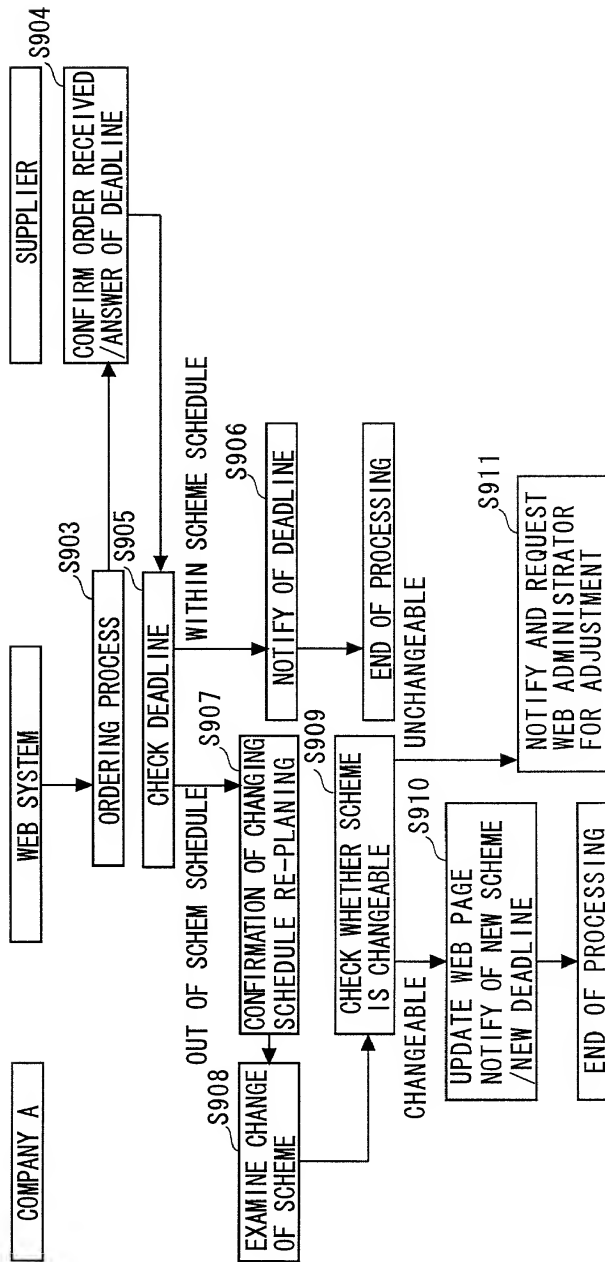 COMPANY A
WEB SYSTEM
SUPPLIER
S903
ORDERING PROCESS
S904
CONFIRM ORDER RECEIVED
/ANSWER OF DEADLINE
S905
CHECK DEADLINE
OUT OF SCHEM SCHEDULE
WITHIN SCHEME SCHEDULE
S906
NOTIFY OF DEADLINE
END OF PROCESSING
S907
CONFIRMATION OF CHANGING
SCHEDULE RE-PLANING
S908
EXAMINE CHANGE
OF SCHEME
S909
CHECK WHETHER SCHEME
IS CHANGEABLE
CHANGEABLE
UNCHANGEABLE
S910
UPDATE WEB PAGE
NOTIFY OF NEW SCHEME
/NEW DEADLINE
S911
NOTIFY AND REQUEST
WEB ADMINISTRATOR
FOR ADJUSTMENT
END OF PROCESSING